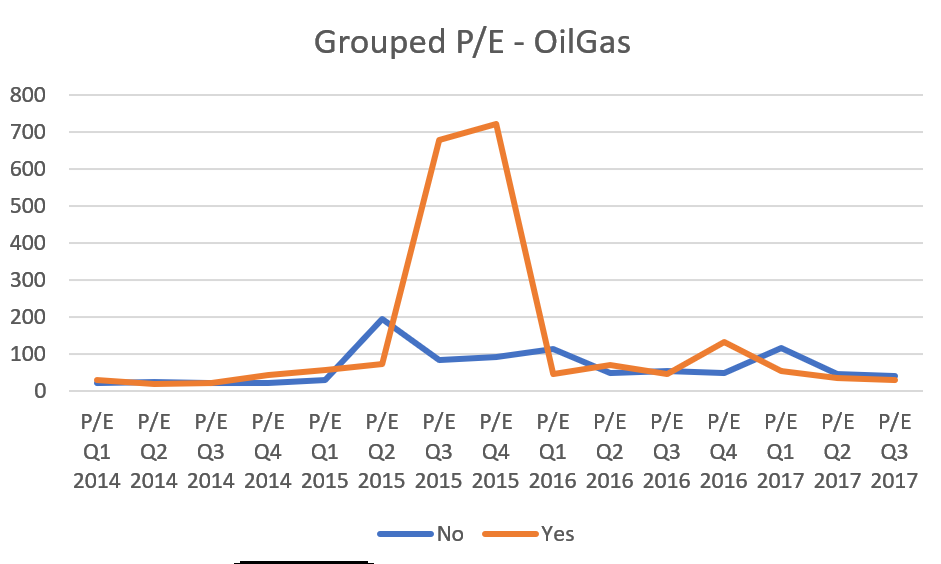 Grouped P/E - OilGas
800
700
600
500
400
300
200
100
0
P/E P/E P/E P/E P/E P/E P/E P/E P/E P/E P/E P/E P/E P/E P/E
Q1 Q2 Q3 Q4 Q1 Q2 Q3 Q4 Q1 Q2 Q3 Q4 Q1 Q2 Q3
2014 2014 2014 2014 2015 2015 2015 2015 2016 2016 2016 2016 2017 2017 2017
No Yes